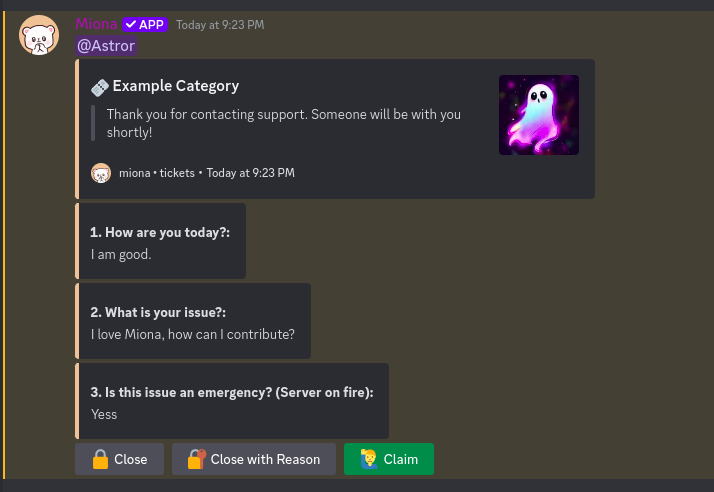 Miona APP Today at 9:23 PM
@Astror
Example Category
Thank you for contacting support. Someone will be with you
shortly!
miona • tickets • Today at 9:23 PM
1. How are you today?:
I am good.
2. What is your issue?:
I love Miona, how can I contribute?
3. Is this issue an emergency? (Server on fire):
Yess
Close
Close with Reason
Claim